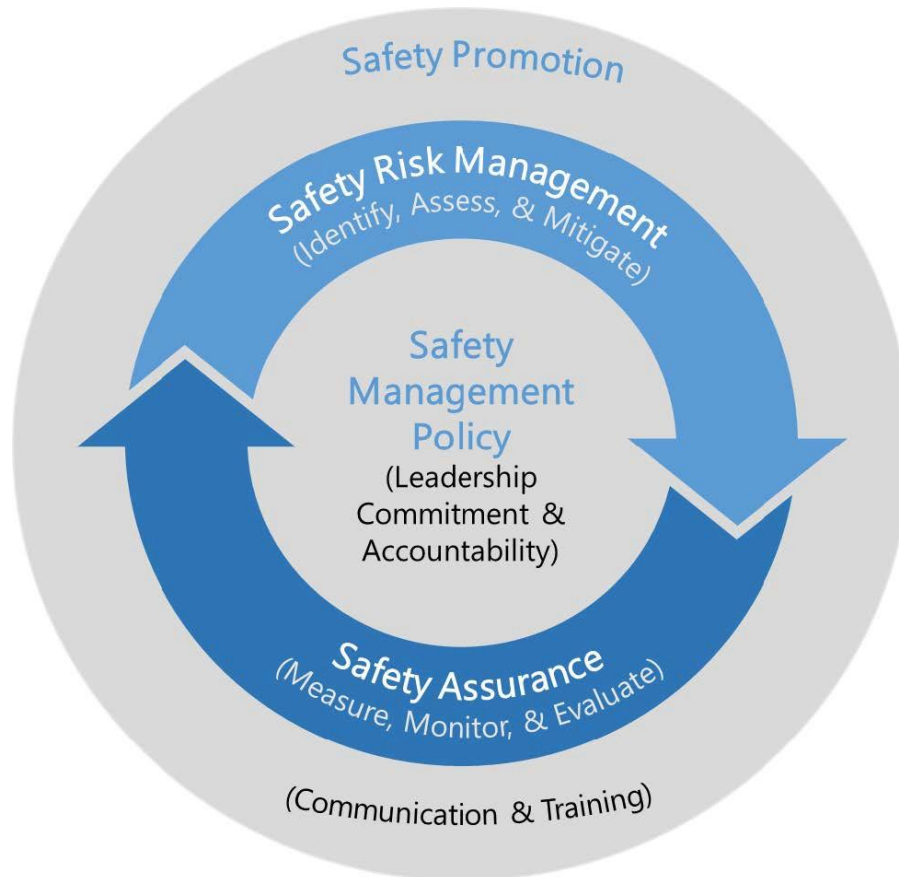 Safety Promotion
Safety Risk Management
(Identify, Assess, & Mitigate)
Safety
Management
Policy
(Leadership
Commitment &
Accountability)
Safety Assurance
(Measure, Monitor, & Evaluate)
(Communication & Training)